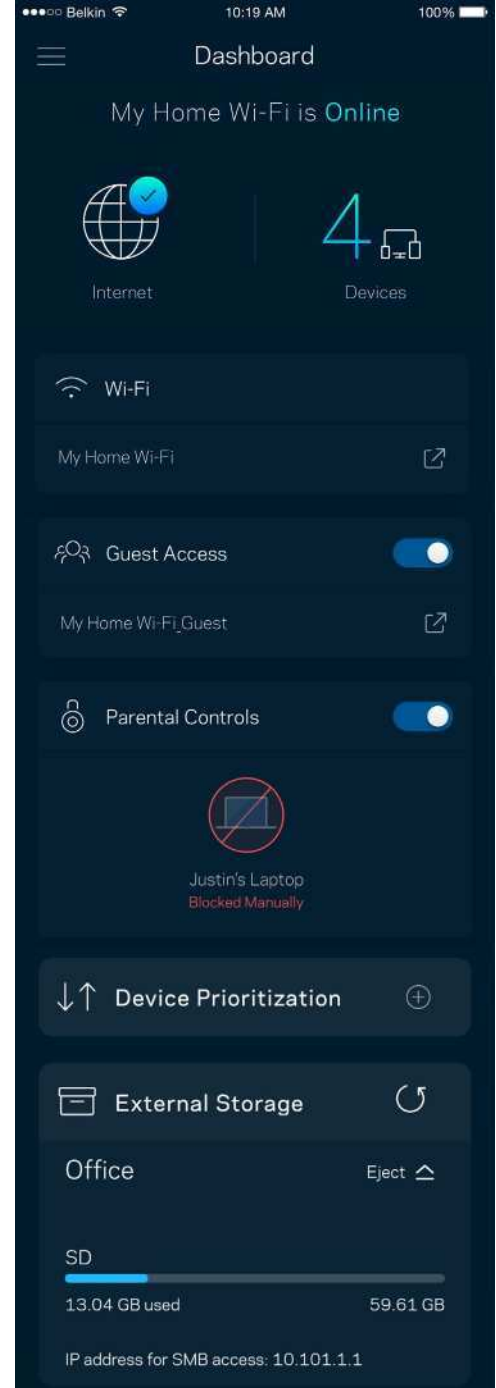 Belkin 10:19 AM 100%
Dashboard
My Home Wi-Fi is Online
4
Internet Devices
Wi-Fi
My Home Wi-Fi
Guest Access
My Home Wi-Fi_Guest
Parental Controls
Justin's Laptop
Blocked Manually
Device Prioritization
External Storage
Office Eject
SD
13.04 GB used 59.61 GB
IP address for SMB access: 10.101.1.1